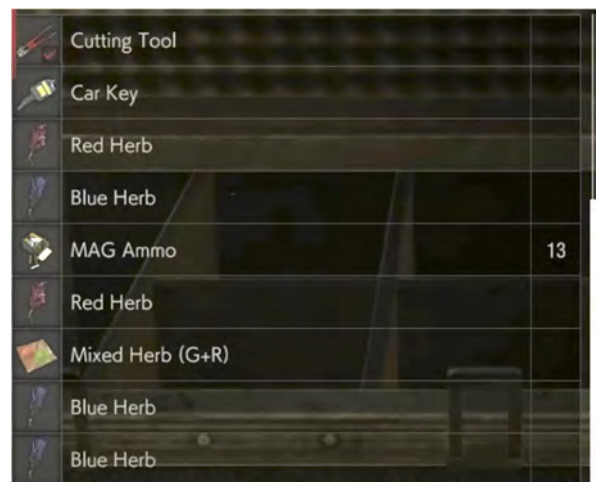 Cutting Tool
Car Key
Red Herb
Blue Herb
MAG Ammo 13
Red Herb
Mixed Herb (G+R)
Blue Herb
Blue Herb